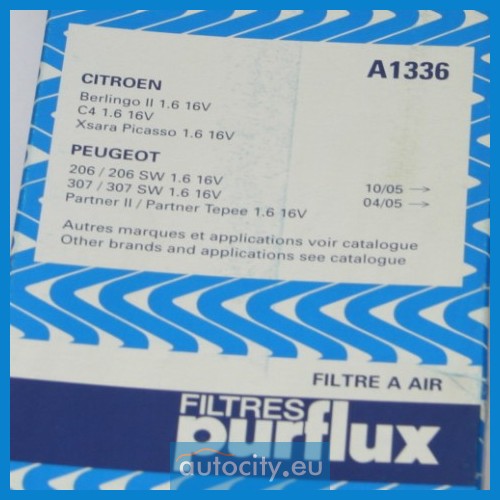 A1336
CITROEN
Berlingo II 1.6 16V
C4 1.6 16V
Xsara Picasso 1.6 16V
PEUGEOT
206 / 206 SW 1.6 16V 10/05 →
307 / 307 SW 1.6 16V 04/05 →
Partner II / Partner Tepee 1.6 16V
Autres marques et applications voir catalogue
Other brands and applications see catalogue
FILTRE A AIR
FILTRES
purflux
autocity.eu